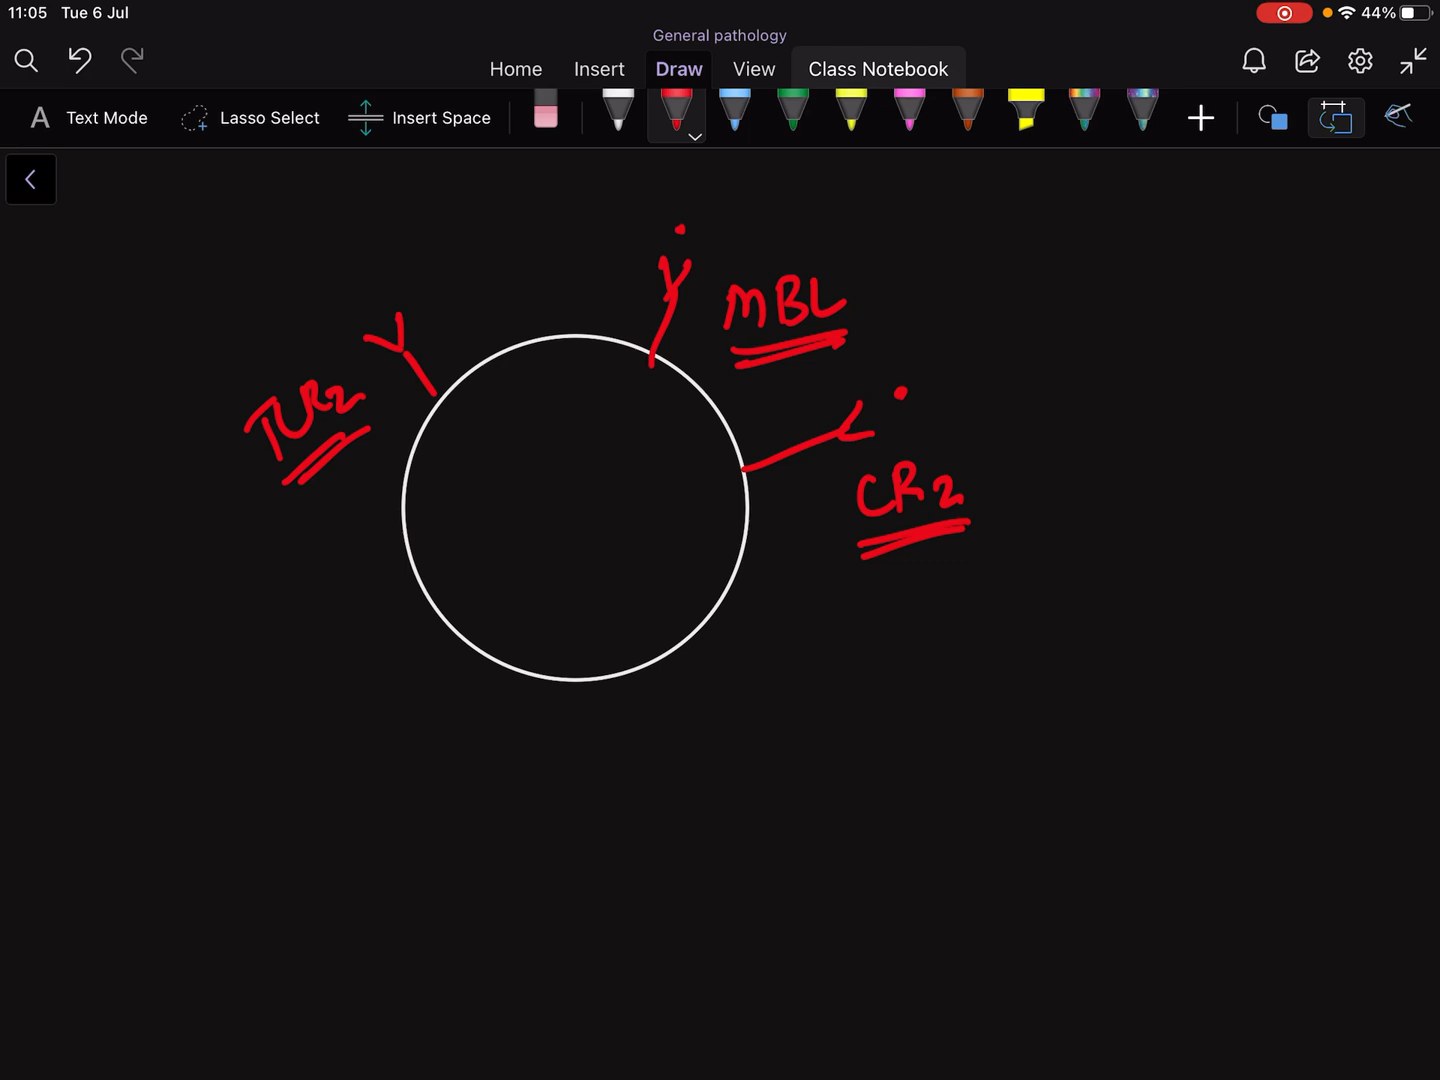 11:05 Tue 6 Jul
44%
General pathology
Home Insert Draw View Class Notebook
A Text Mode Lasso Select Insert Space
MBL
TLR2
CR2